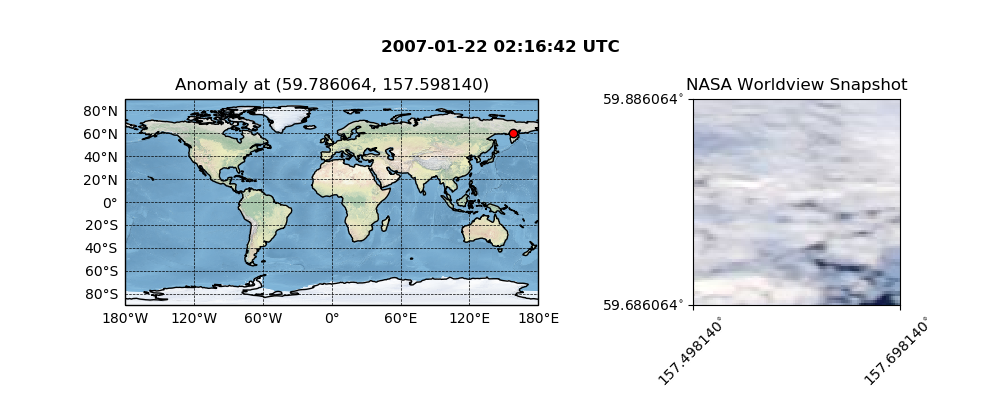 2007-01-22 02:16:42 UTC
Anomaly at (59.786064, 157.598140)
80°N
60°N
40°N
20°N
0°
20°S
40°S
60°S
80°S
180°W 120°W 60°W 0° 60°E 120°E 180°E
NASA Worldview Snapshot
59.886064°
59.686064°
157.498140°
157.698140°